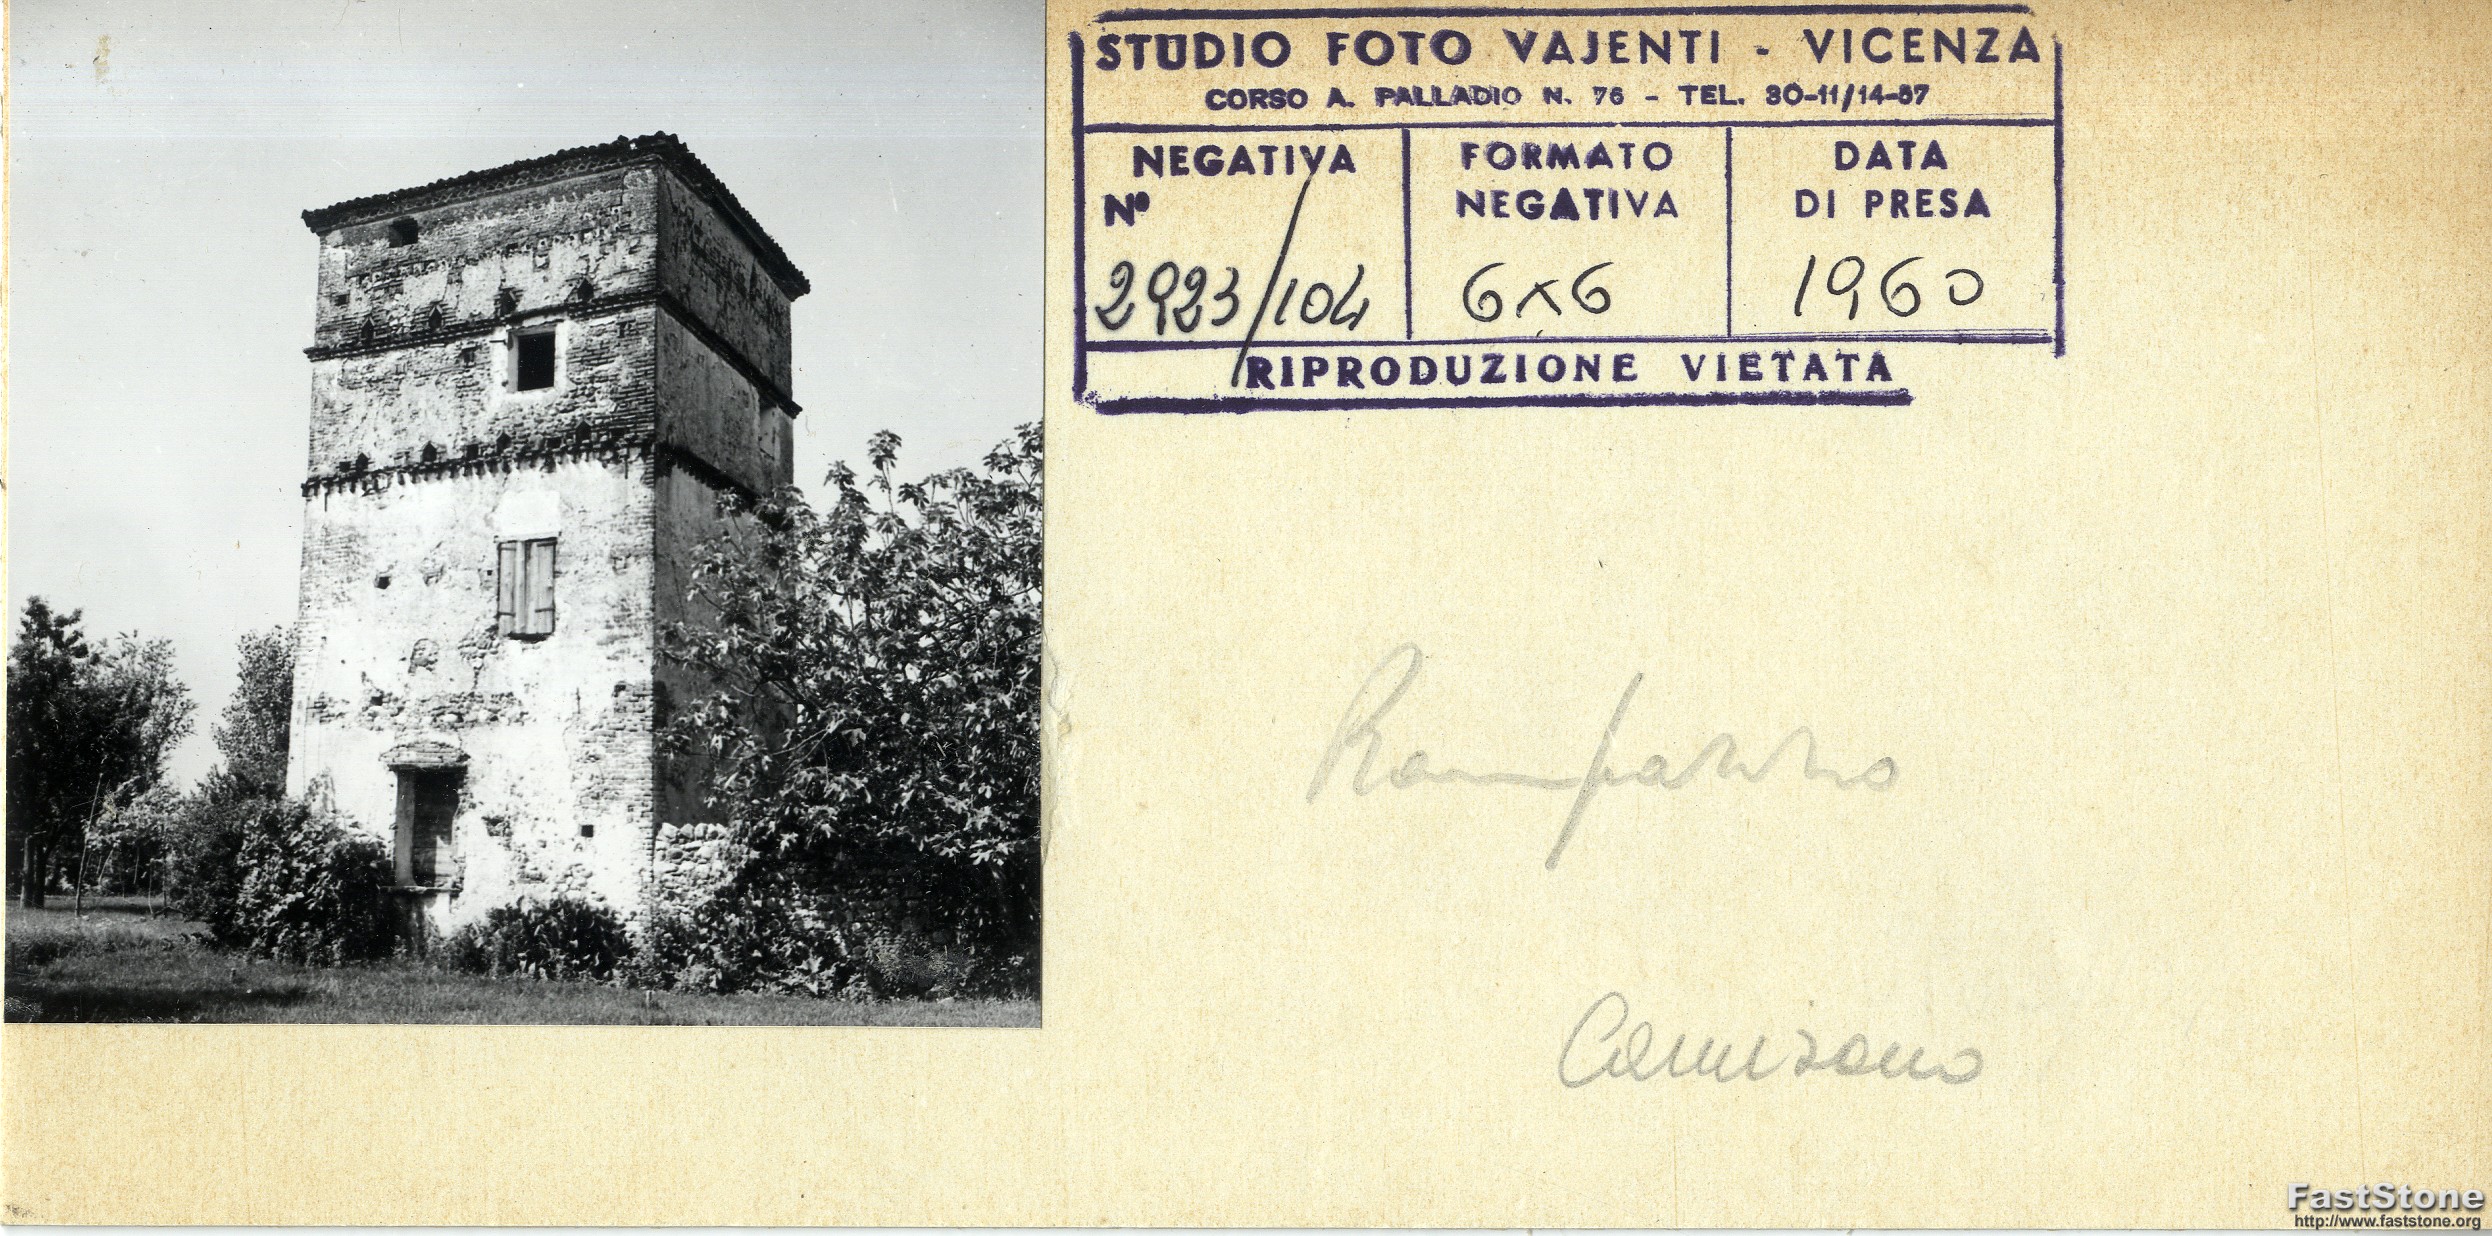 STUDIO FOTO VAJENTI - VICENZA
CORSO A. PALLADIO N. 76 - TEL. 30-11/14-87
NEGATIVA
Nº
2923/104
FORMATO
NEGATIVA
6x6
DATA
DI PRESA
1960
RIPRODUZIONE VIETATA
Rampazzo
Camisano
FastStone
http://www.faststone.org